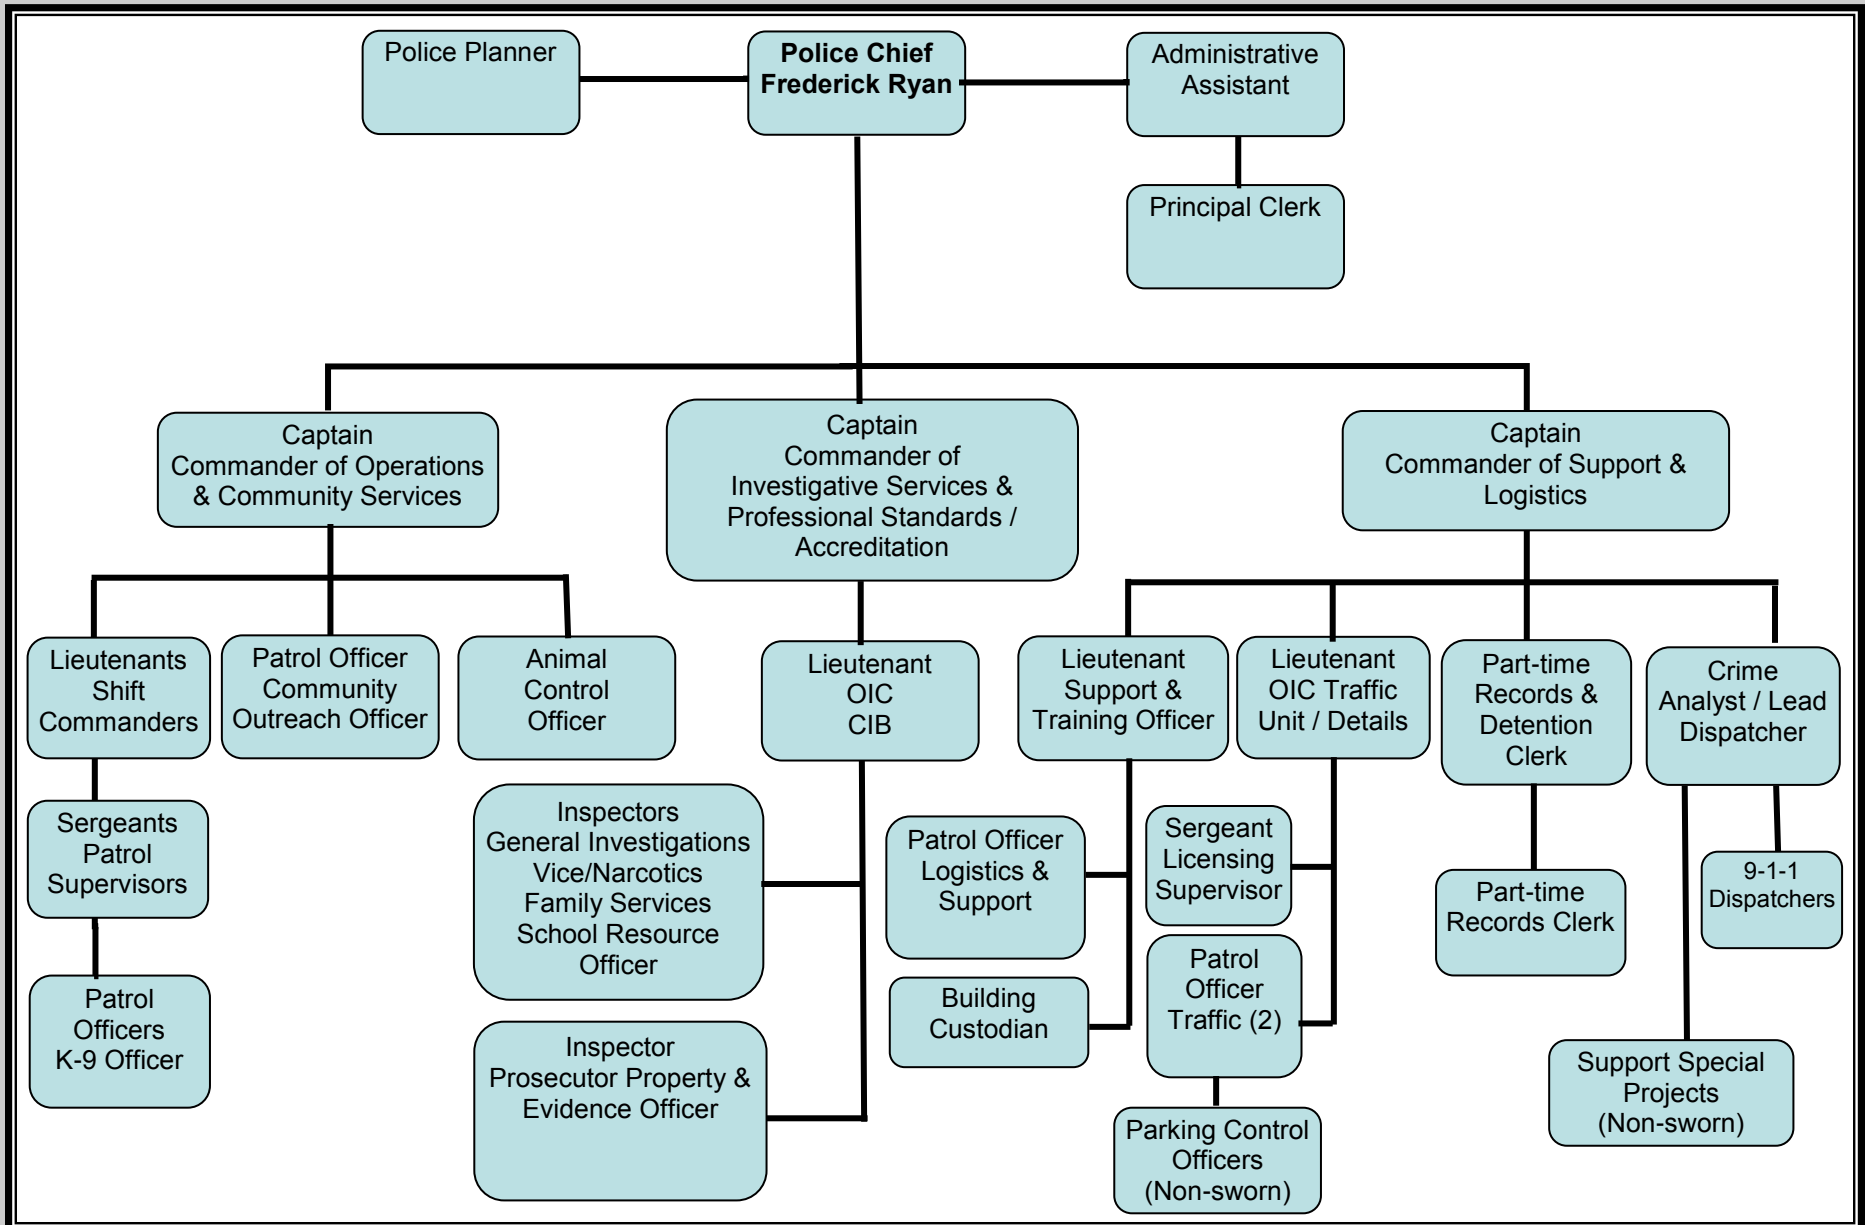 Police Planner
Police Chief
Frederick Ryan
Administrative
Assistant
Principal Clerk
Captain
Commander of Operations
& Community Services
Captain
Commander of
Investigative Services &
Professional Standards /
Accreditation
Captain
Commander of Support &
Logistics
Lieutenants
Shift
Commanders
Patrol Officer
Community
Outreach Officer
Animal
Control
Officer
Lieutenant
OIC
CIB
Lieutenant
Support &
Training Officer
Lieutenant
OIC Traffic
Unit / Details
Part-time
Records &
Detention
Clerk
Crime
Analyst / Lead
Dispatcher
Sergeants
Patrol
Supervisors
Inspectors
General Investigations
Vice/Narcotics
Family Services
School Resource
Officer
Patrol Officer
Logistics &
Support
Sergeant
Licensing
Supervisor
Part-time
Records Clerk
9-1-1
Dispatchers
Patrol
Officers
K-9 Officer
Inspector
Prosecutor Property &
Evidence Officer
Building
Custodian
Patrol
Officer
Traffic (2)
Parking Control
Officers
(Non-sworn)
Support Special
Projects
(Non-sworn)